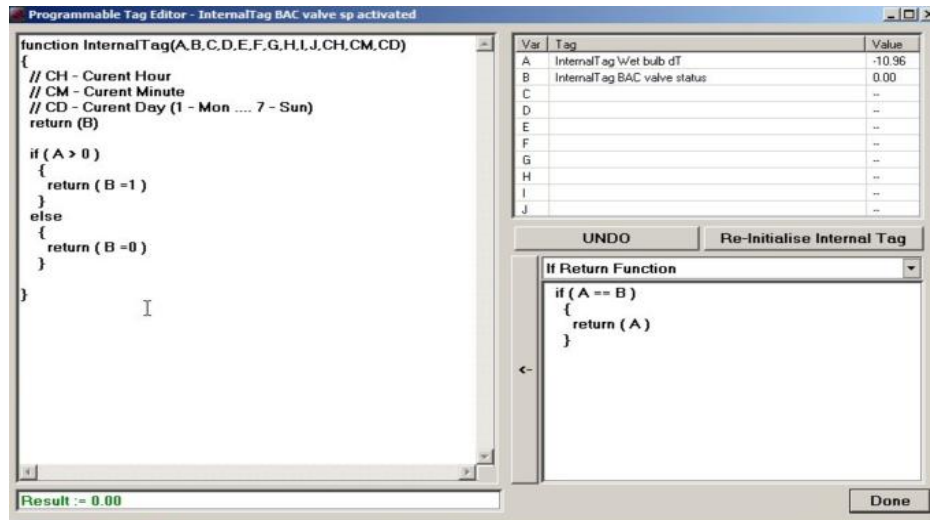 Programmable Tag Editor - InternalTag BAC valve sp activated
function InternalTag(A,B,C,D,E,F,G,H,I,J,CH,CM,CD)
{
// CH - Curent Hour
// CM - Curent Minute
// CD - Curent Day (1 - Mon .... 7 - Sun)
return (B)
if ( A > 0 )
{
return ( B =1 )
}
else
{
return ( B =0 )
}
}
Result := 0.00
Var Tag Value
A InternalTag Wet bulb dT -10.96
B InternalTag BAC valve status 0.00
C --
D --
E --
F --
G --
H --
I --
J --
UNDO Re-Initialise Internal Tag
If Return Function
if ( A == B )
{
return ( A )
}
<-
Done